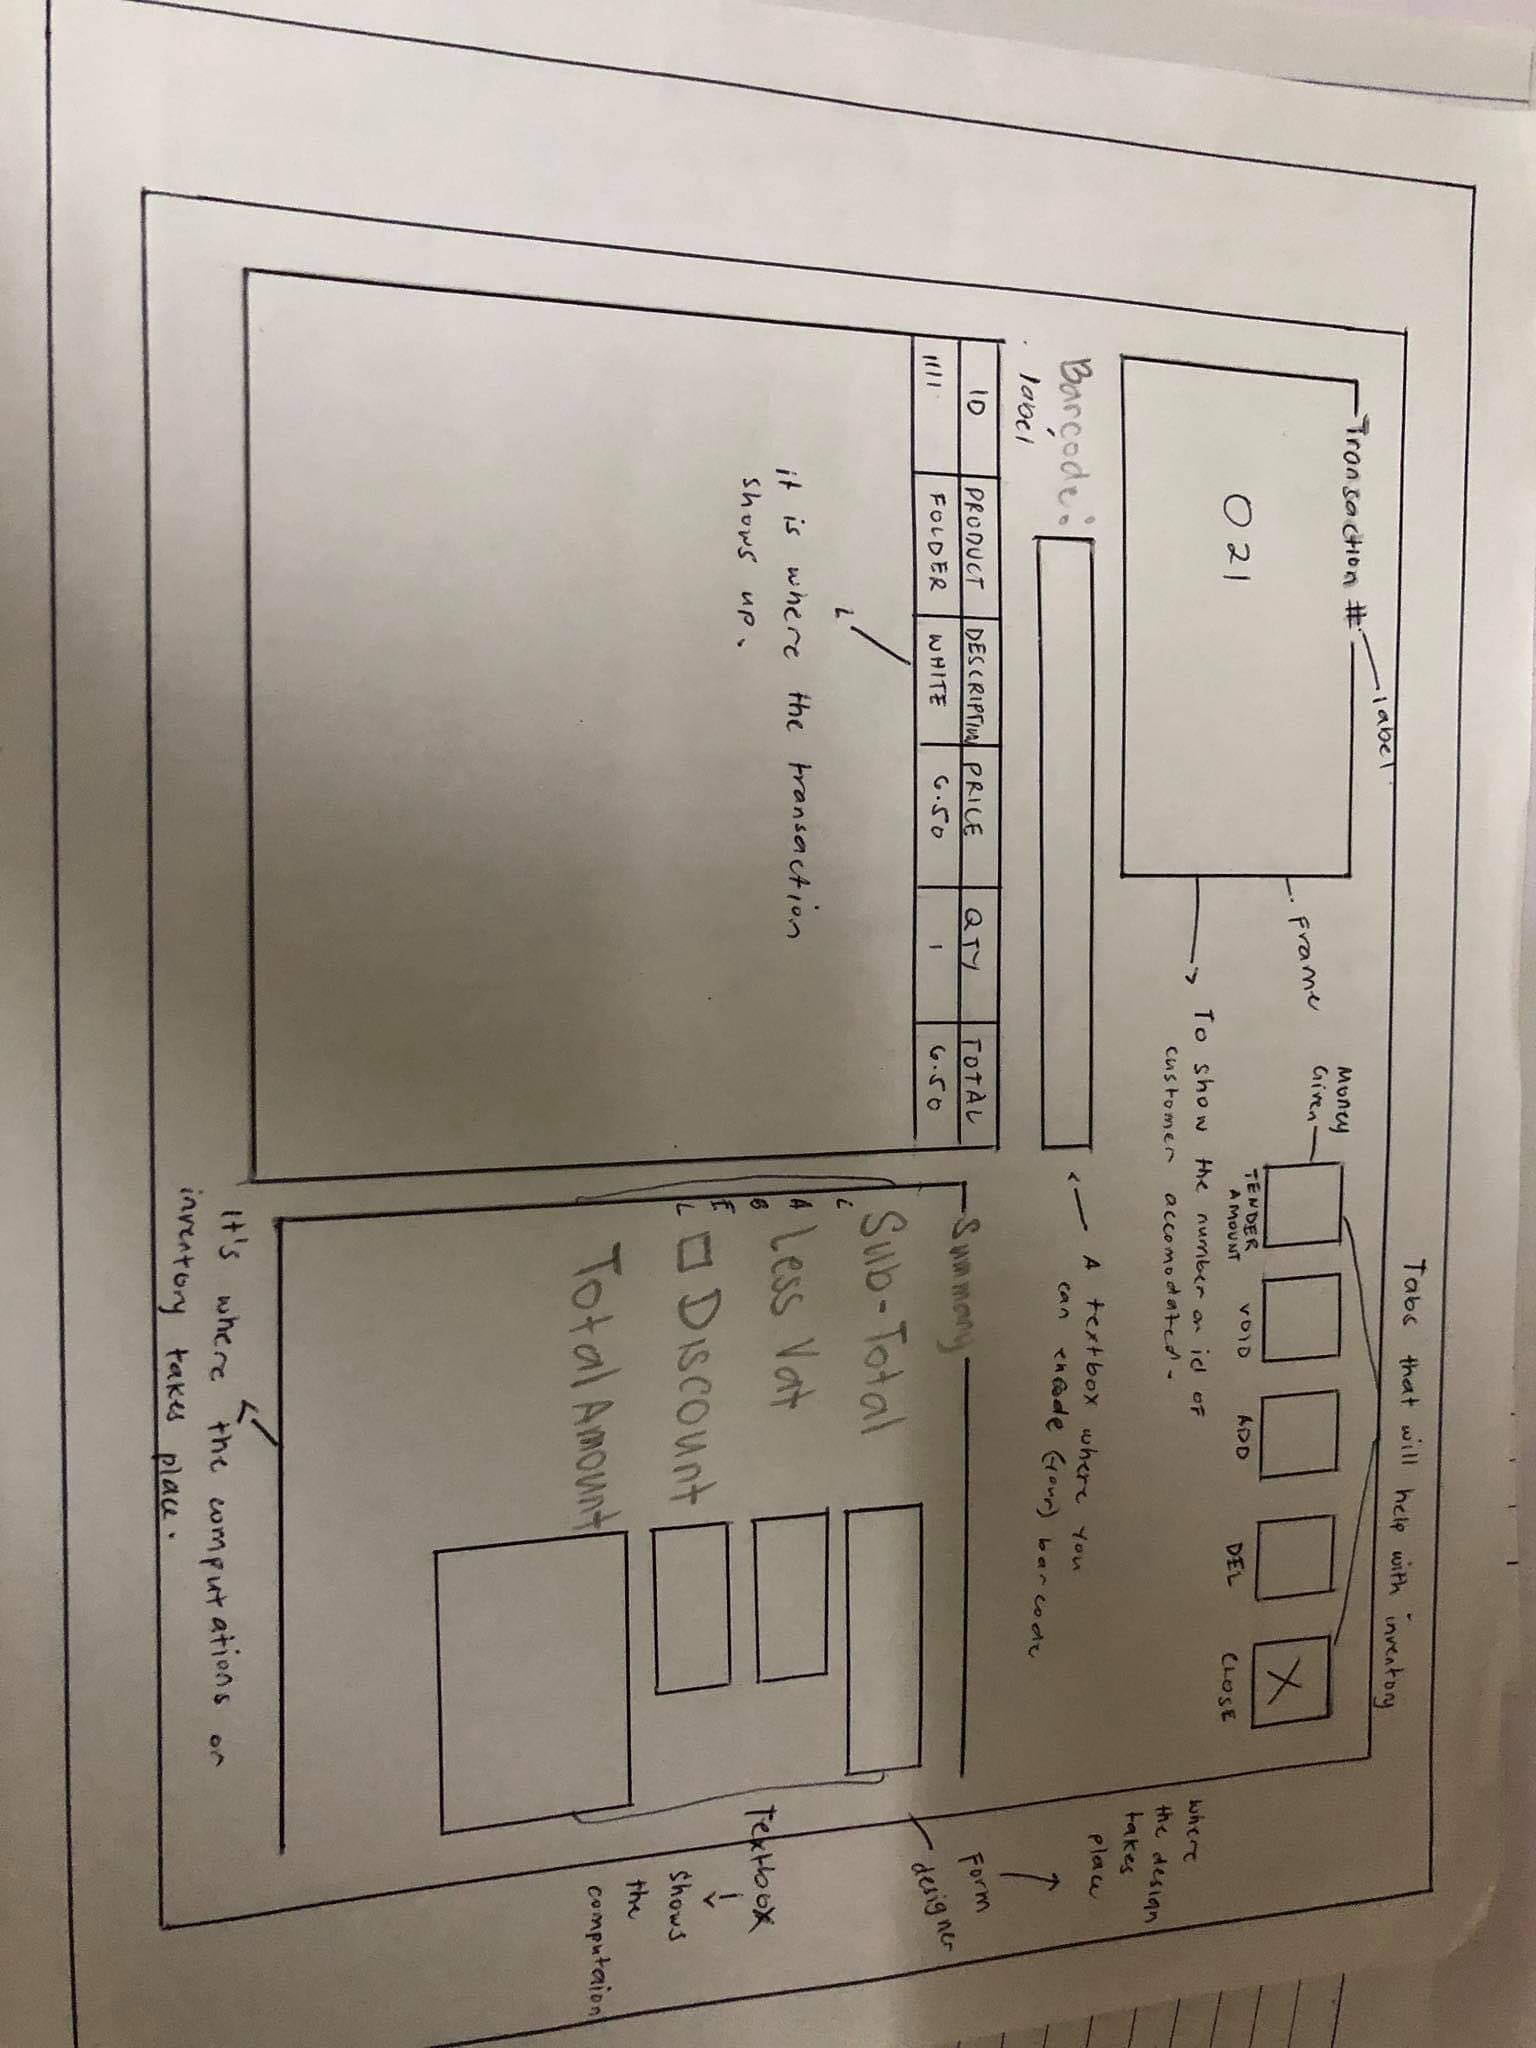 Tabs that will help with inventory
label
Transaction #
Money
Given
Frame
021
TENDER
AMOUNT
VOID
ADD
DEL
X
CLOSE
To show the number or id of
customer accomodated.
where
the design
takes
place
Form
designer
Barcode:
label
A textbox where you
can encode (your) barcode
ID PRODUCT DESCRIPTION PRICE QTY TOTAL
1111 FOLDER WHITE 6.50 1 6.50
it is where the transaction
shows up.
Summary
Sub-Total
Less Vat
Discount
Total Amount
LABEL
Textbox
shows
the
computaion
It's where the computations or
inventory takes place.